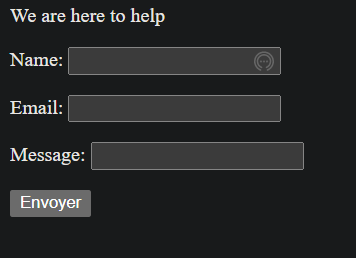 We are here to help
Name:
Email:
Message:
Envoyer